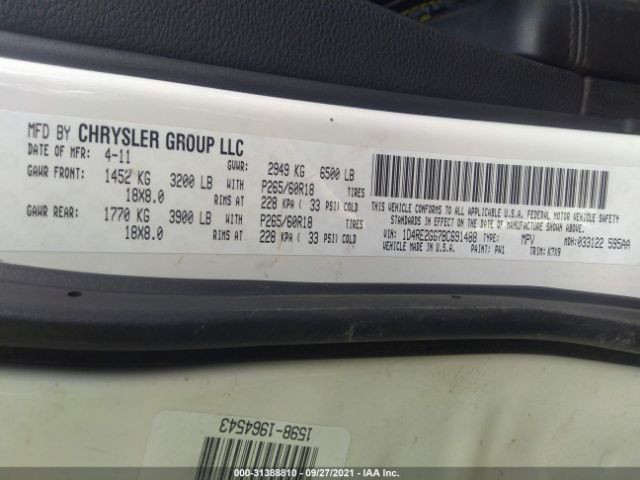 MFD BY CHRYSLER GROUP LLC
DATE OF MFR: 4-11 GVWR: 2949 KG 6500 LB
GAWR FRONT: 1452 KG 3200 LB WITH P265/60R18 TIRES
18X8.0 RIMS AT 228 KPA ( 33 PSI) COLD
GAWR REAR: 1770 KG 3900 LB WITH P265/60R18 TIRES
18X8.0 RIMS AT 228 KPA ( 33 PSI) COLD
THIS VEHICLE CONFORMS TO ALL APPLICABLE U.S.A. FEDERAL MOTOR VEHICLE SAFETY
STANDARDS IN EFFECT ON THE DATE OF MANUFACTURE SHOWN ABOVE.
VIN: 1D4RE2GG7BC691488 TYPE: MPV MDH: 033122 595AA
VEHICLE MADE IN U.S.A. PAINT: PW1 TRIM: K7X9
1598-1964543
000-31388810 - 09/27/2021 - IAA Inc.